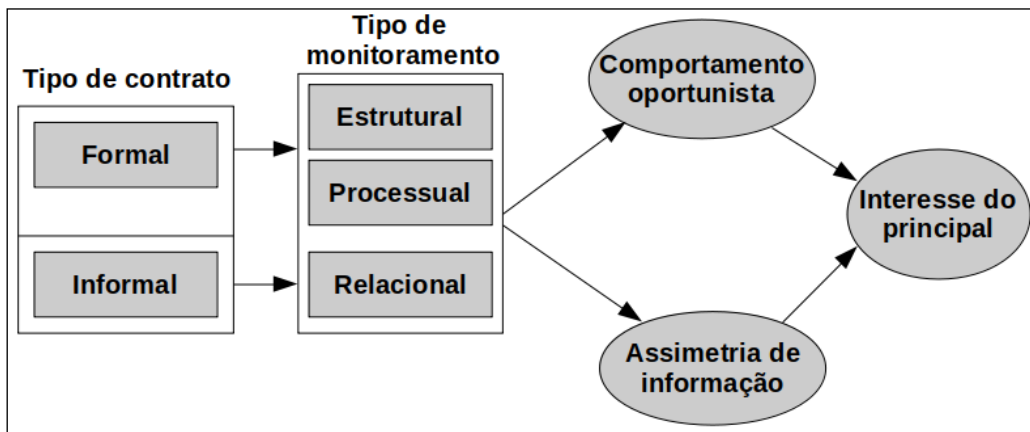 Tipo de contrato
Formal
Informal
Tipo de
monitoramento
Estrutural
Processual
Relacional
Comportamento
oportunista
Assimetria de
informação
Interesse do
principal